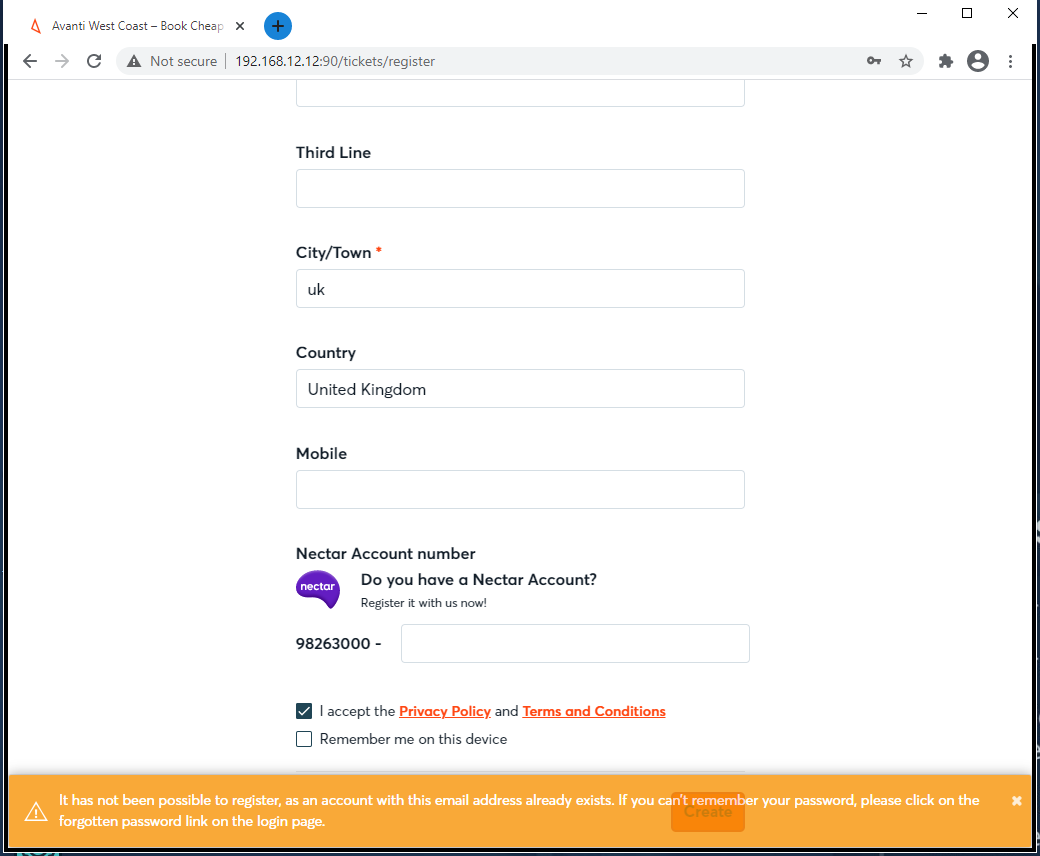 Avanti West Coast – Book Cheap
Not secure | 192.168.12.12:90/tickets/register
Third Line
City/Town *
uk
Country
United Kingdom
Mobile
Nectar Account number
nectar
Do you have a Nectar Account?
Register it with us now!
98263000 -
I accept the Privacy Policy and Terms and Conditions
Remember me on this device
It has not been possible to register, as an account with this email address already exists. If you can't remember your password, please click on the
forgotten password link on the login page.
Create